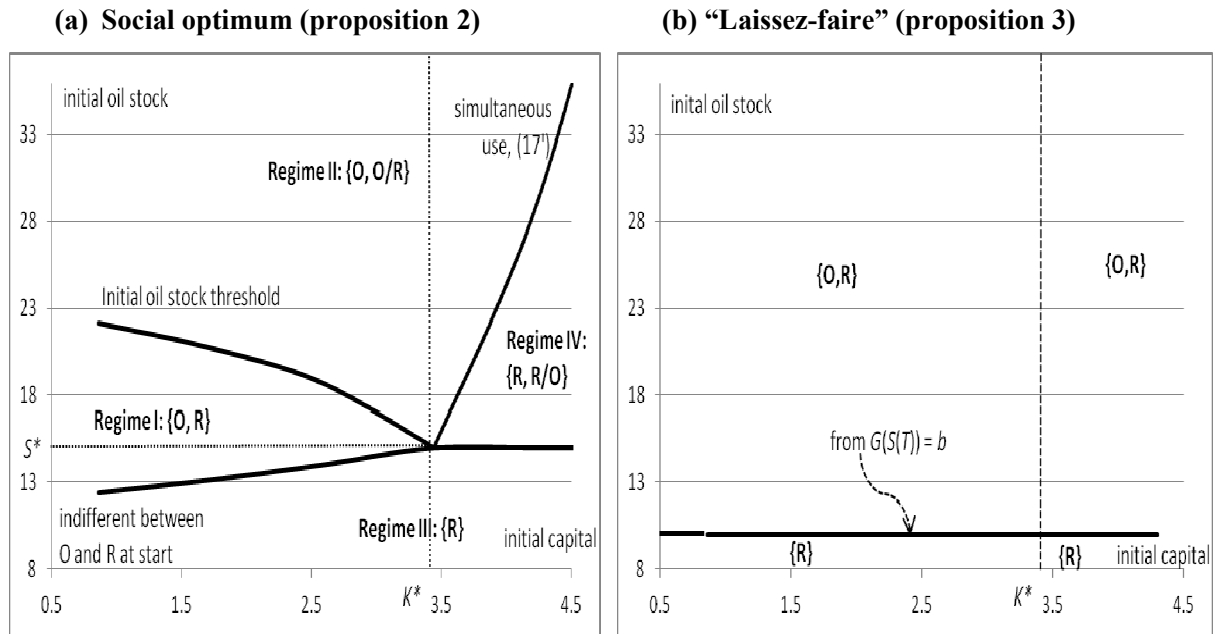 (a) Social optimum (proposition 2)
initial oil stock
33
28
23
18
S*
13
8
0.5
1.5
2.5
K*
3.5
4.5
simultaneous
use, (17')
Regime II: {O, O/R}
Initial oil stock threshold
Regime IV:
{R, R/O}
Regime I: {O, R}
indifferent between
O and R at start
Regime III: {R}
initial capital
(b) “Laissez-faire” (proposition 3)
inital oil stock
33
28
23
18
13
8
0.5
1.5
2.5
K*
3.5
4.5
{O,R}
{O,R}
from G(S(T)) = b
{R}
{R}
initial capital